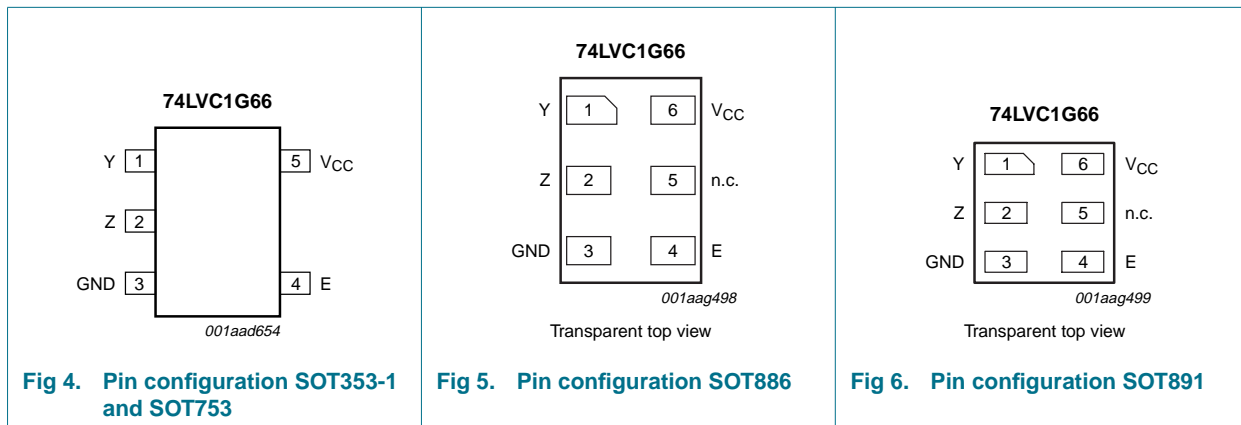 74LVC1G66
Y 1 5 VCC
Z 2
GND 3 4 E
001aad654
Fig 4. Pin configuration SOT353-1
and SOT753
74LVC1G66
Y 1 6 VCC
Z 2 5 n.c.
GND 3 4 E
001aag498
Transparent top view
Fig 5. Pin configuration SOT886
74LVC1G66
Y 1 6 VCC
Z 2 5 n.c.
GND 3 4 E
001aag499
Transparent top view
Fig 6. Pin configuration SOT891